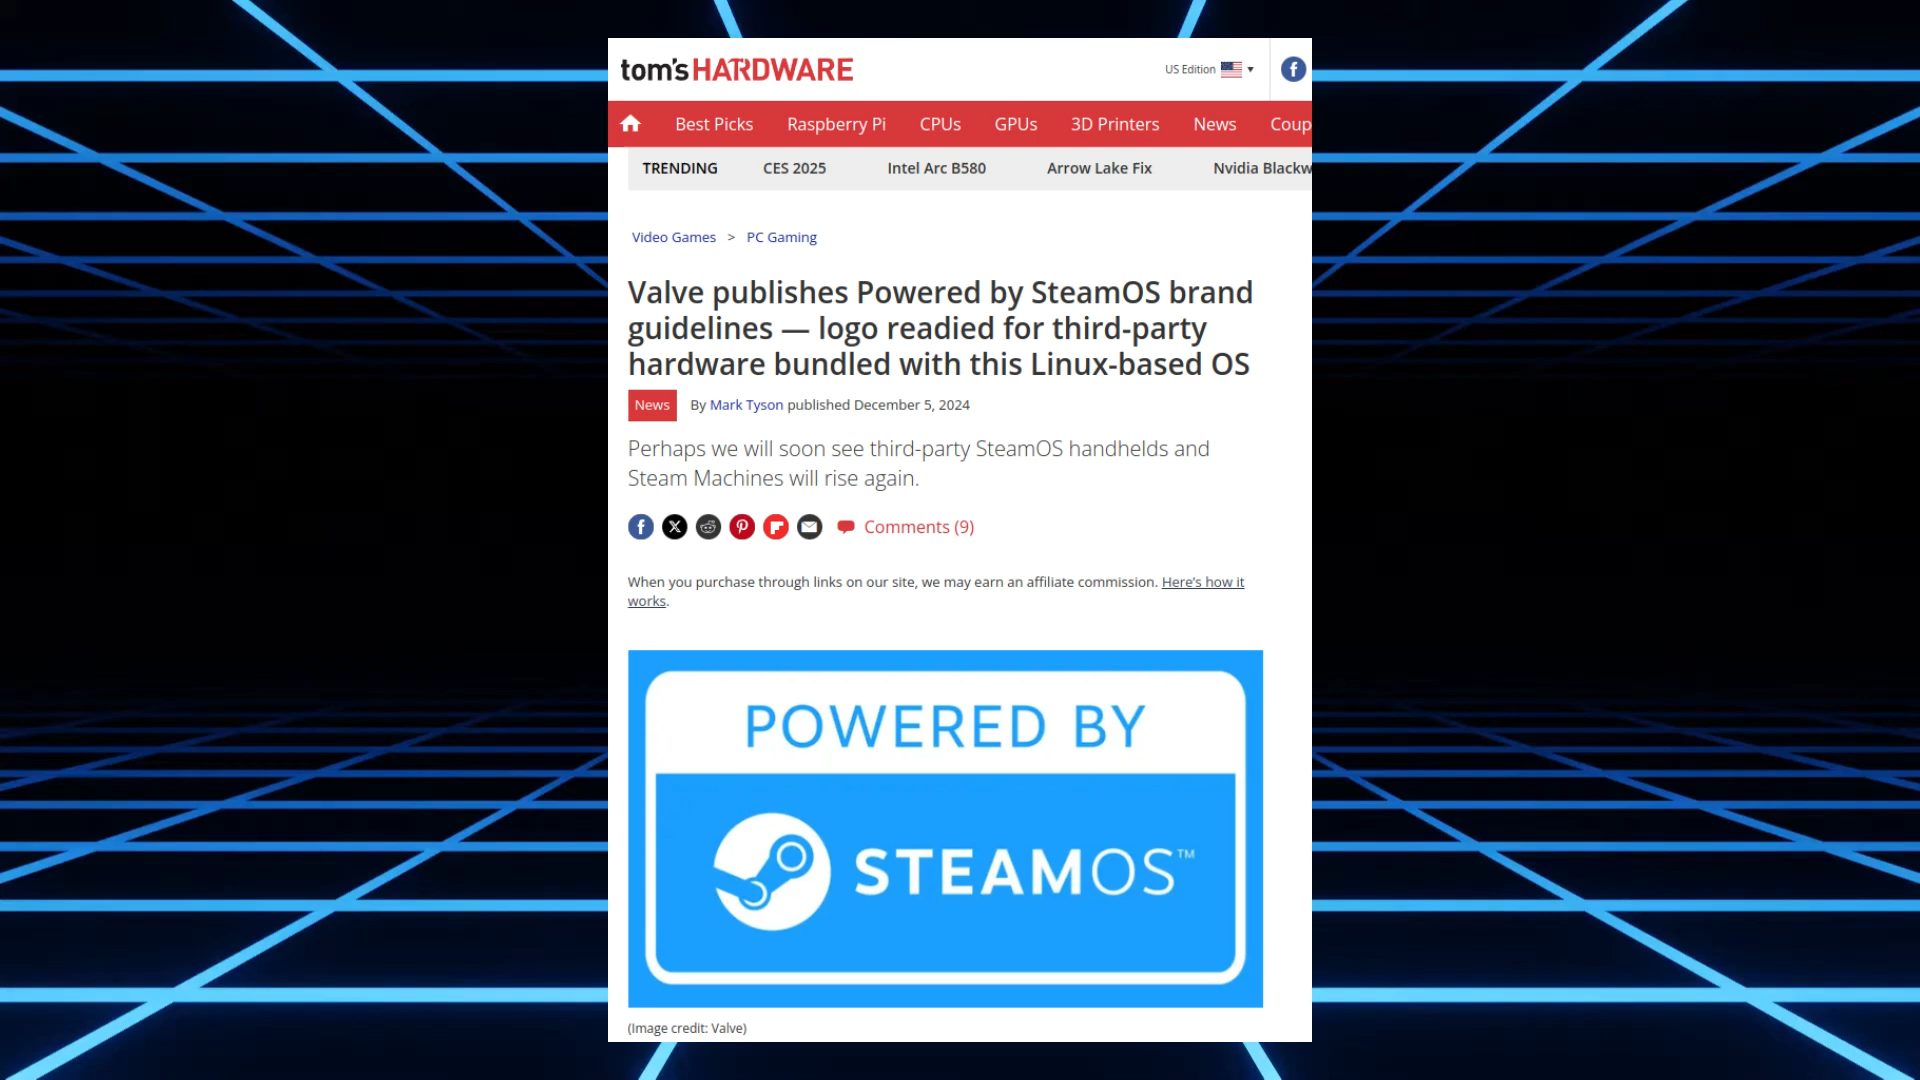 tom's HARDWARE
US Edition
Best Picks Raspberry Pi CPUs GPUs 3D Printers News Coup
TRENDING CES 2025 Intel Arc B580 Arrow Lake Fix Nvidia Blackw
Video Games > PC Gaming
Valve publishes Powered by SteamOS brand
guidelines — logo readied for third-party
hardware bundled with this Linux-based OS
News By Mark Tyson published December 5, 2024
Perhaps we will soon see third-party SteamOS handhelds and
Steam Machines will rise again.
Comments (9)
When you purchase through links on our site, we may earn an affiliate commission. Here's how it
works.
POWERED BY
STEAMOS™
(Image credit: Valve)